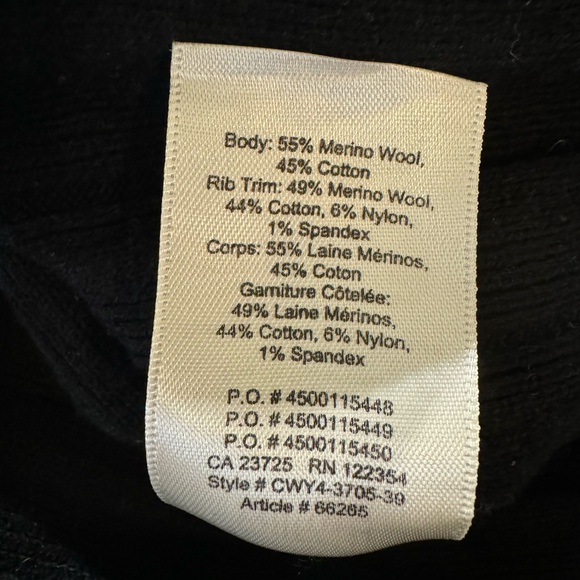 Body: 55% Merino Wool,
45% Cotton
Rib Trim: 49% Merino Wool,
44% Cotton, 6% Nylon,
1% Spandex
Corps: 55% Laine Mérinos,
45% Coton
Garniture Côtelée:
49% Laine Mérinos,
44% Cotton, 6% Nylon,
1% Spandex
P.O. # 4500115448
P.O. # 4500115449
P.O. # 4500115450
CA 23725 RN 122354
Style # CWY4-3705-39
Article # 66265